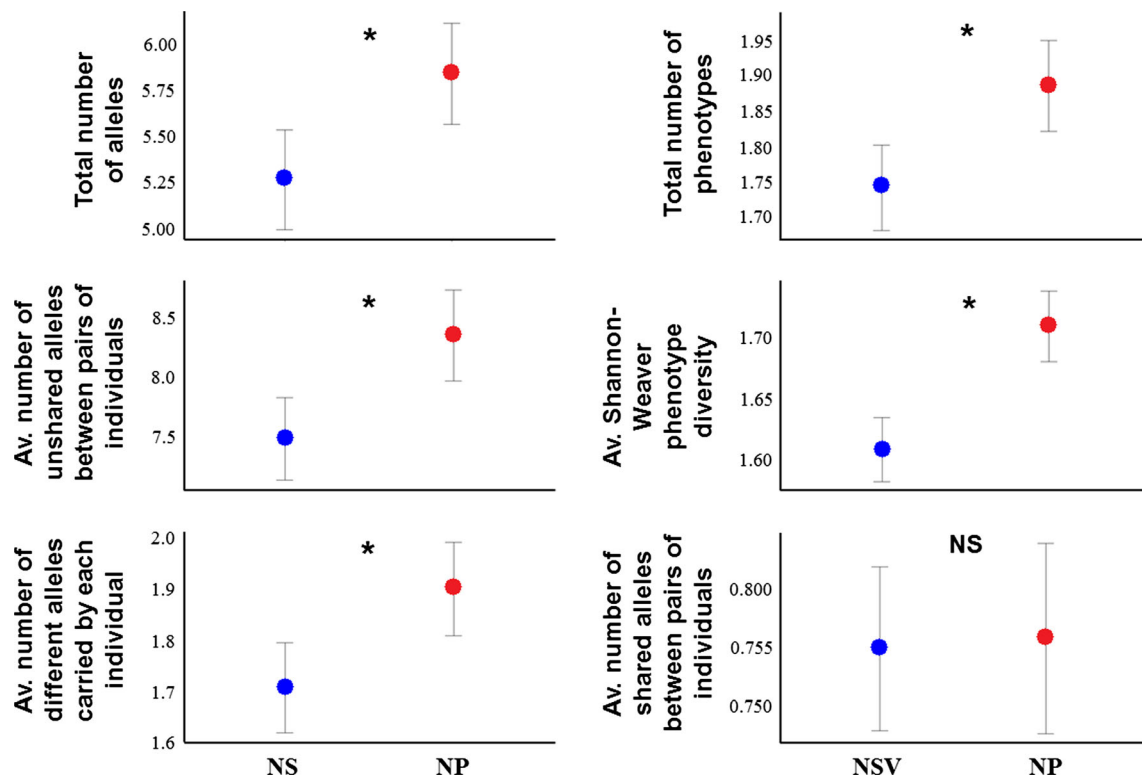 Total number
of alleles
6.00
5.75
5.50
5.25
5.00
*
Total number of
phenotypes
1.95
1.90
1.85
1.80
1.75
1.70
*
Av. number of
unshared alleles
between pairs of
individuals
8.5
8.0
7.5
*
Av. Shannon-
Weaver
phenotype
diversity
1.70
1.65
1.60
*
Av. number of
different alleles
carried by each
individual
2.0
1.9
1.8
1.7
1.6
*
NS
NP
Av. number of
shared alleles
between pairs of
individuals
0.800
0.755
0.750
NS
NSV
NP